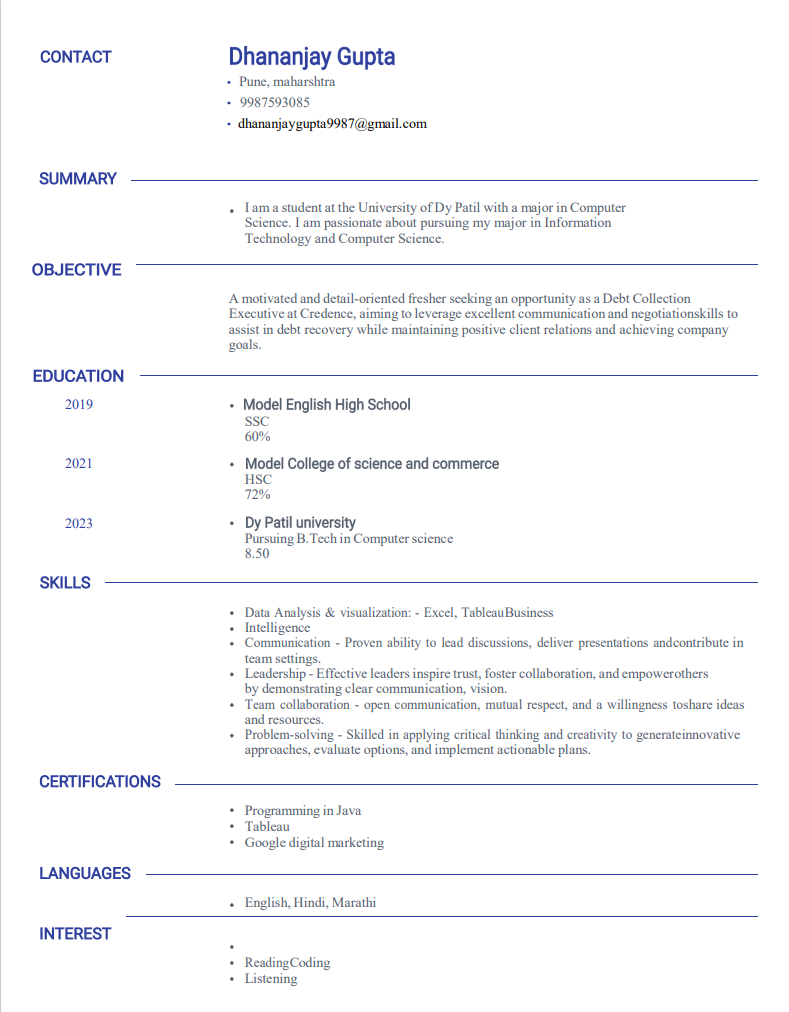 CONTACT
Dhananjay Gupta
Pune, maharshtra
9987593085
dhananjaygupta9987@gmail.com
SUMMARY
I am a student at the University of Dy Patil with a major in Computer
Science. I am passionate about pursuing my major in Information
Technology and Computer Science.
OBJECTIVE
A motivated and detail-oriented fresher seeking an opportunity as a Debt Collection
Executive at Credence, aiming to leverage excellent communication and negotiationskills to
assist in debt recovery while maintaining positive client relations and achieving company
goals.
EDUCATION
2019
Model English High School
SSC
60%
2021
Model College of science and commerce
HSC
72%
2023
Dy Patil university
Pursuing B.Tech in Computer science
8.50
SKILLS
Data Analysis & visualization: - Excel, TableauBusiness
Intelligence
Communication - Proven ability to lead discussions, deliver presentations andcontribute in
team settings.
Leadership - Effective leaders inspire trust, foster collaboration, and empowerothers
by demonstrating clear communication, vision.
Team collaboration - open communication, mutual respect, and a willingness toshare ideas
and resources.
Problem-solving - Skilled in applying critical thinking and creativity to generateinnovative
approaches, evaluate options, and implement actionable plans.
CERTIFICATIONS
Programming in Java
Tableau
Google digital marketing
LANGUAGES
English, Hindi, Marathi
INTEREST
ReadingCoding
Listening